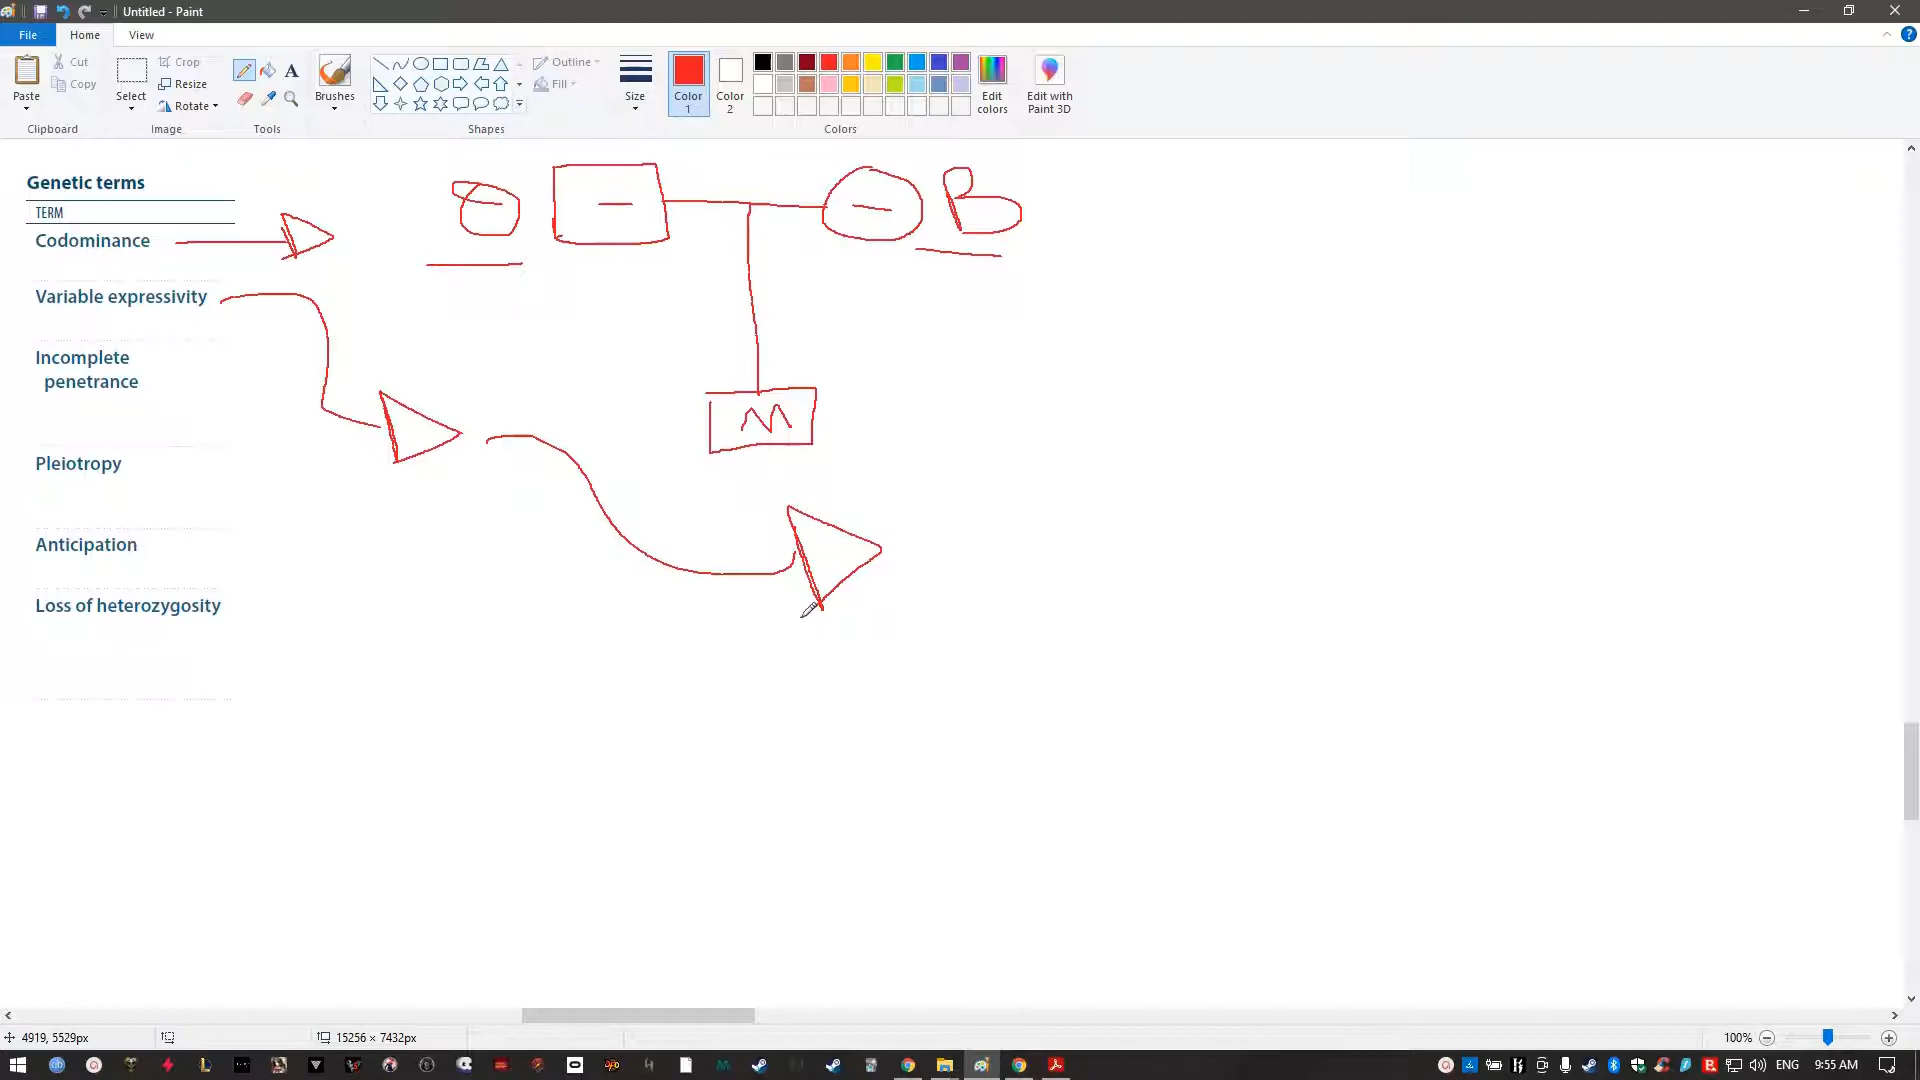 Untitled - Paint
File Home View
Paste
Cut
Copy
Clipboard
Select
Crop
Resize
Rotate
Image
A
Tools
Brushes
Outline
Fill
Shapes
Size
Color 1
Color 2
Edit colors
Edit with Paint 3D
Colors
Genetic terms
TERM
Codominance
Variable expressivity
Incomplete
penetrance
Pleiotropy
Anticipation
Loss of heterozygosity
B
M
4919, 5529px
15256 × 7432px
100%
ENG
9:55 AM